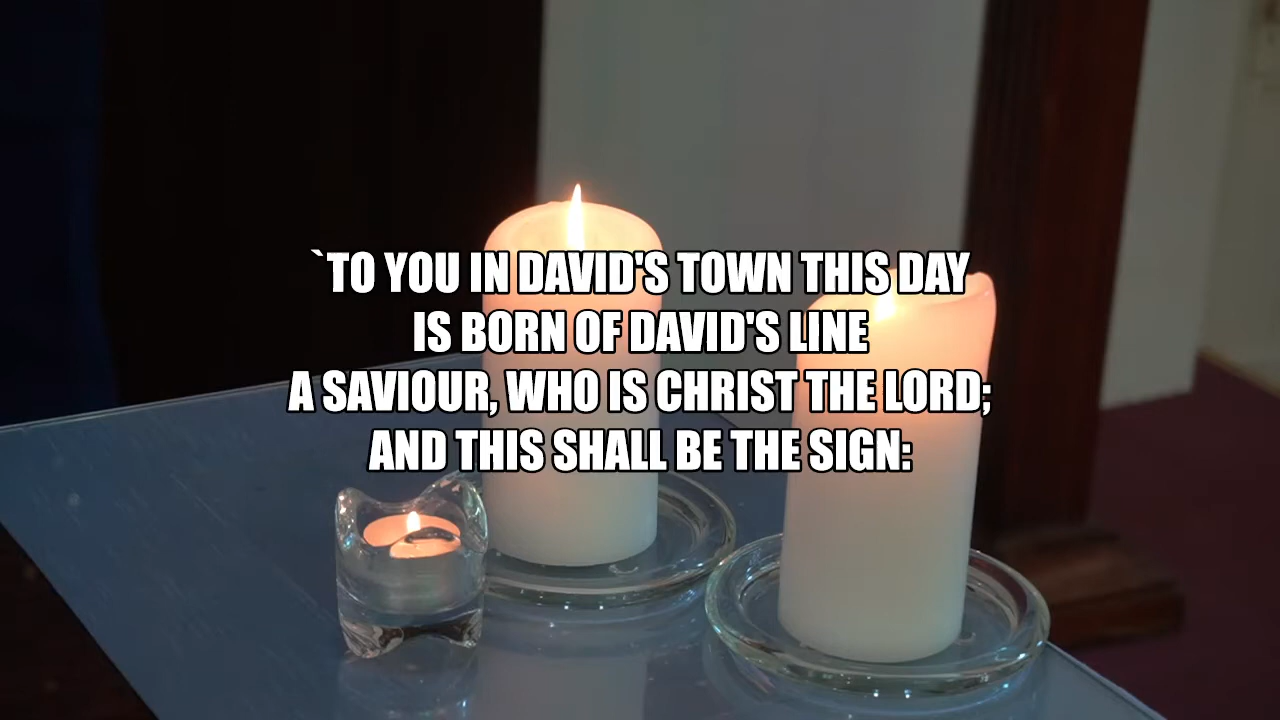 `TO YOU IN DAVID'S TOWN THIS DAY
IS BORN OF DAVID'S LINE
A SAVIOUR, WHO IS CHRIST THE LORD;
AND THIS SHALL BE THE SIGN: